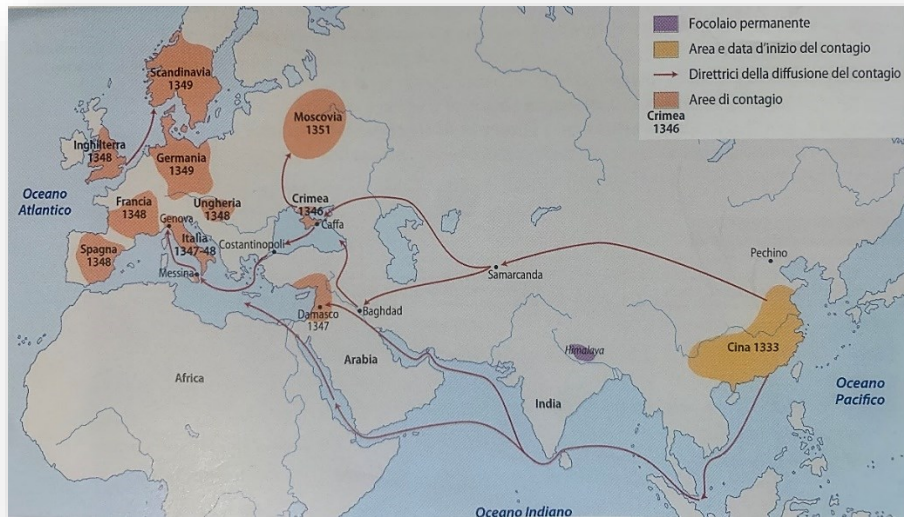 Focolaio permanente
Area e data d'inizio del contagio
Direttrici della diffusione del contagio
Aree di contagio
Crimea
1346
Scandinavia
1349
Moscovia
1351
Inghilterra
1348
Germania
1349
Oceano
Atlantico
Francia
1348
Ungheria
1348
Crimea
1346
Genova
Caffa
Italia
1347-48
Costantinopoli
Spagna
1348
Messina
Samarcanda
Pechino
Damasco
1347
Baghdad
Himalaya
Cina 1333
Arabia
Africa
India
Oceano
Pacifico
Oceano Indiano